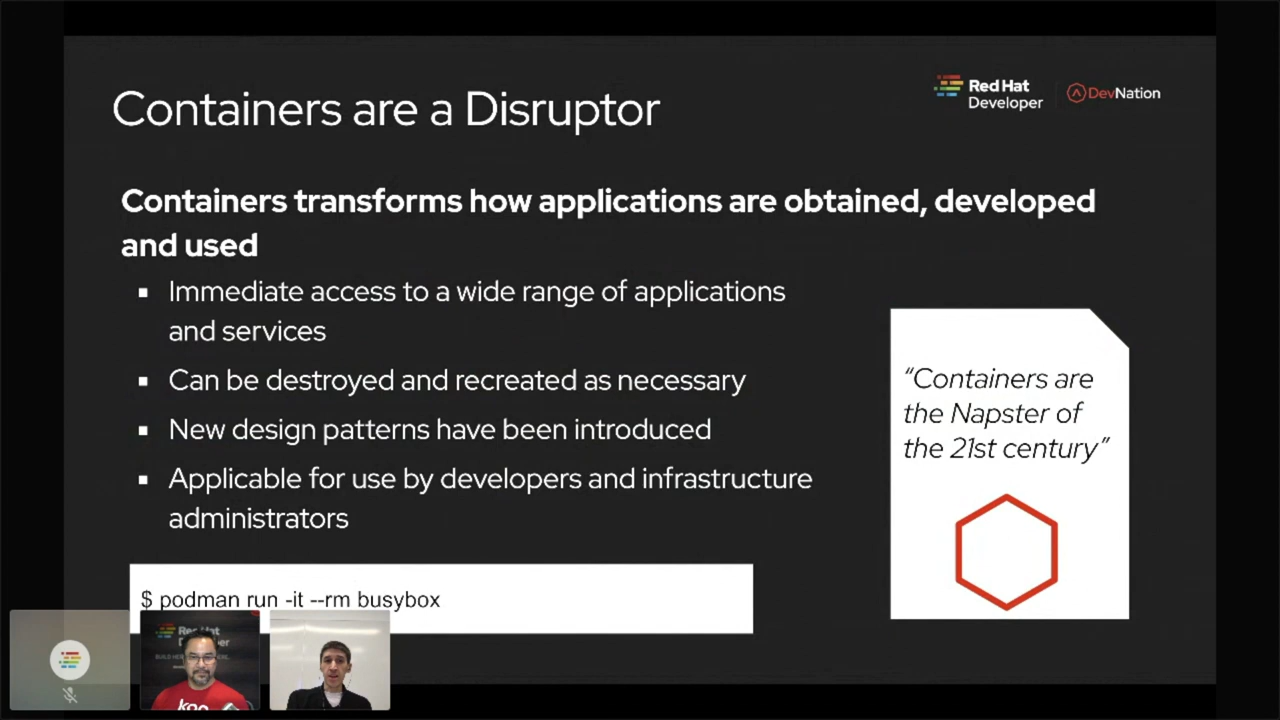 Containers are a Disruptor
Red Hat
Developer
DevNation
Containers transforms how applications are obtained, developed
and used
▪ Immediate access to a wide range of applications
and services
▪ Can be destroyed and recreated as necessary
▪ New design patterns have been introduced
▪ Applicable for use by developers and infrastructure
administrators
“Containers are
the Napster of
the 21st century”
$ podman run -it --rm busybox
Red Hat